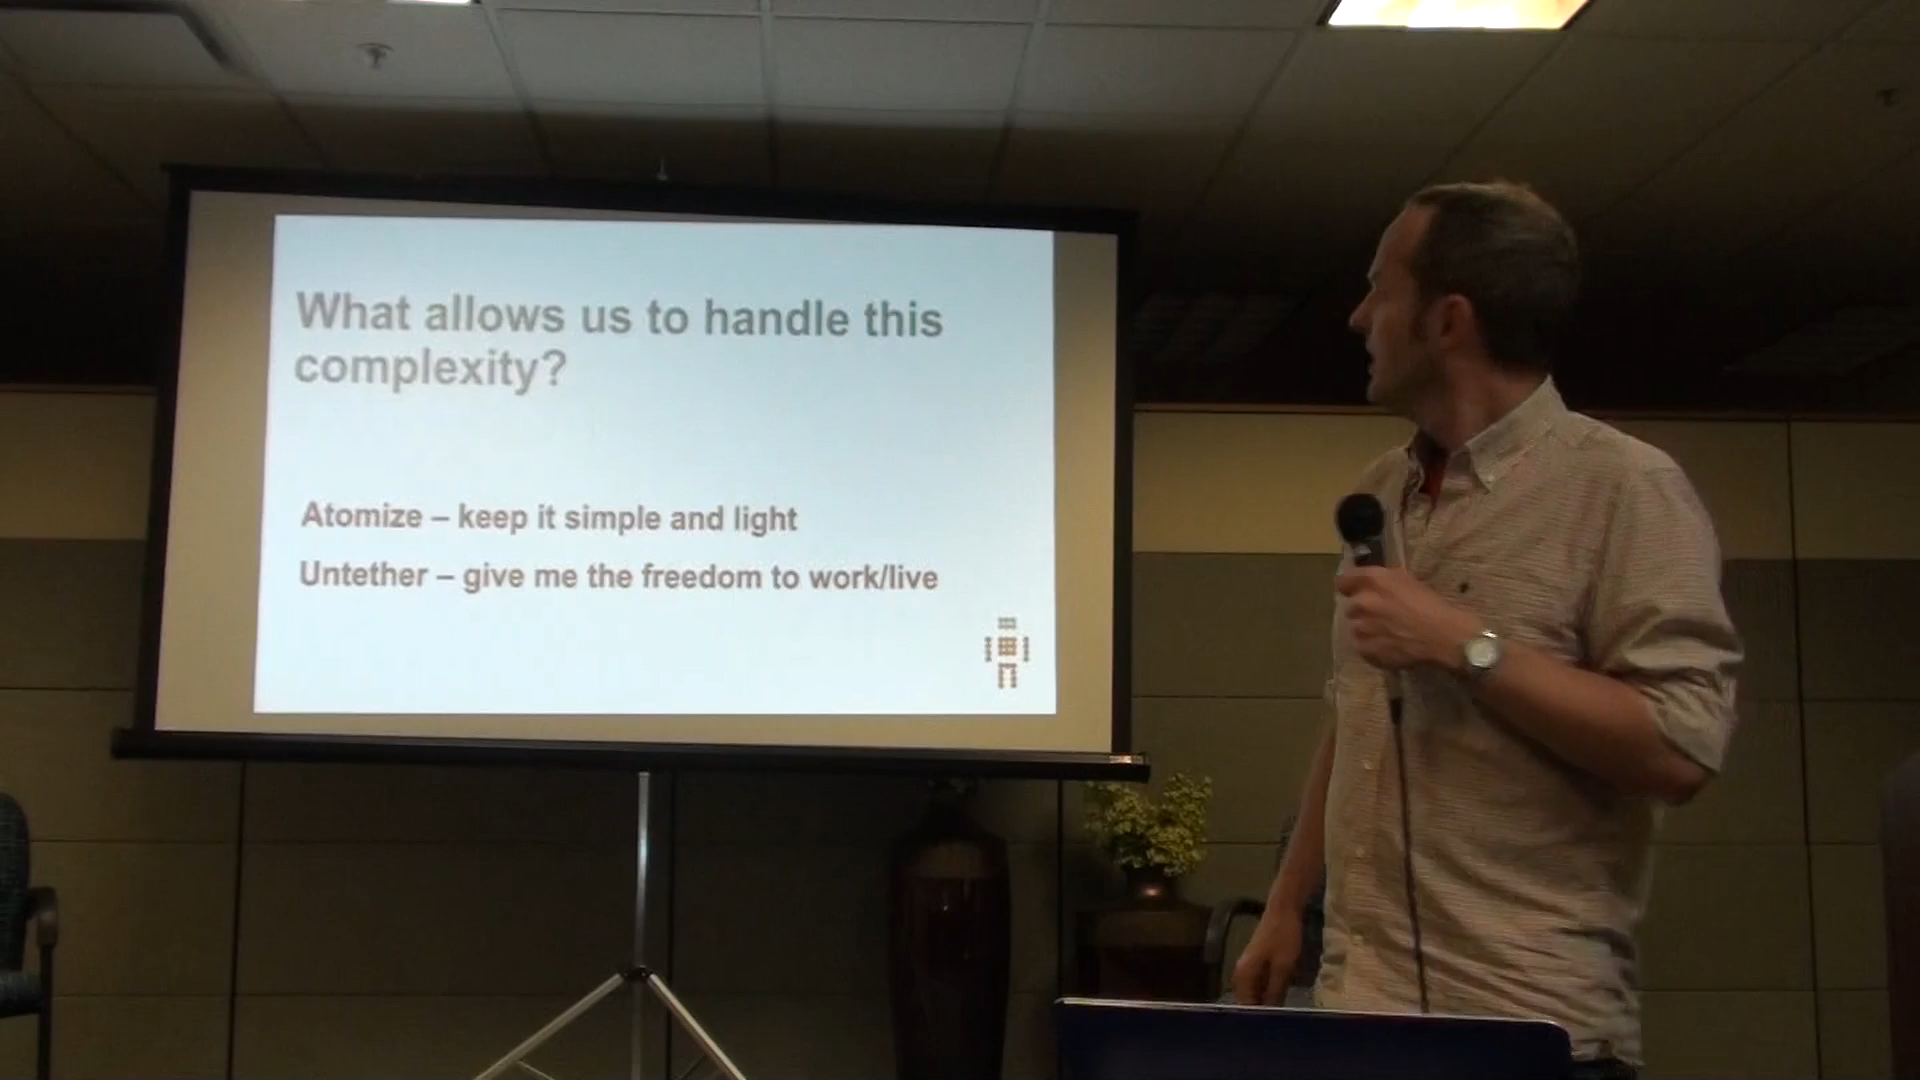 What allows us to handle this
complexity?
Atomize – keep it simple and light
Untether – give me the freedom to work/live